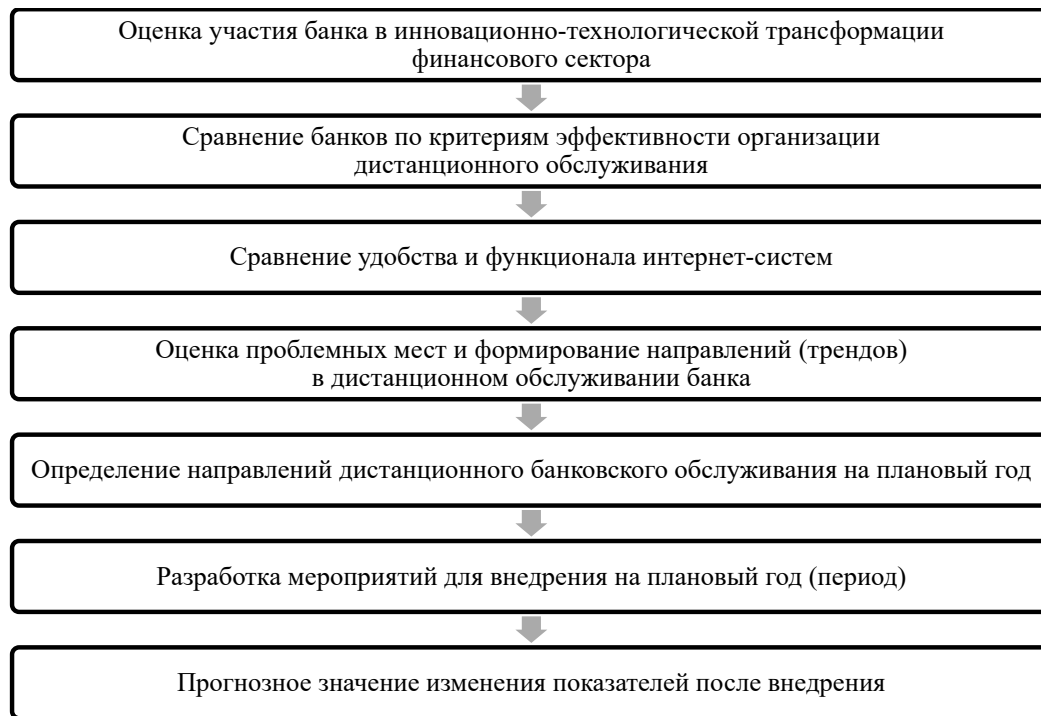 Оценка участия банка в инновационно-технологической трансформации
финансового сектора
Сравнение банков по критериям эффективности организации
дистанционного обслуживания
Сравнение удобства и функционала интернет-систем
Оценка проблемных мест и формирование направлений (трендов)
в дистанционном обслуживании банка
Определение направлений дистанционного банковского обслуживания на плановый год
Разработка мероприятий для внедрения на плановый год (период)
Прогнозное значение изменения показателей после внедрения